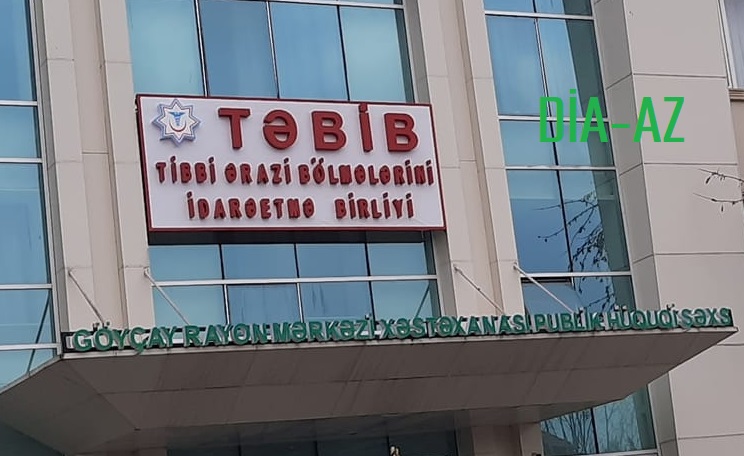 TƏBİB
DİA-AZ
TİBBİ ƏRAZİ BÖLMƏLƏRİNİ
İDARƏETMƏ BİRLİYİ
GÖYÇAY RAYON MƏRKƏZİ XƏSTƏXANASI PUBLİK HÜQUQİ ŞƏXS